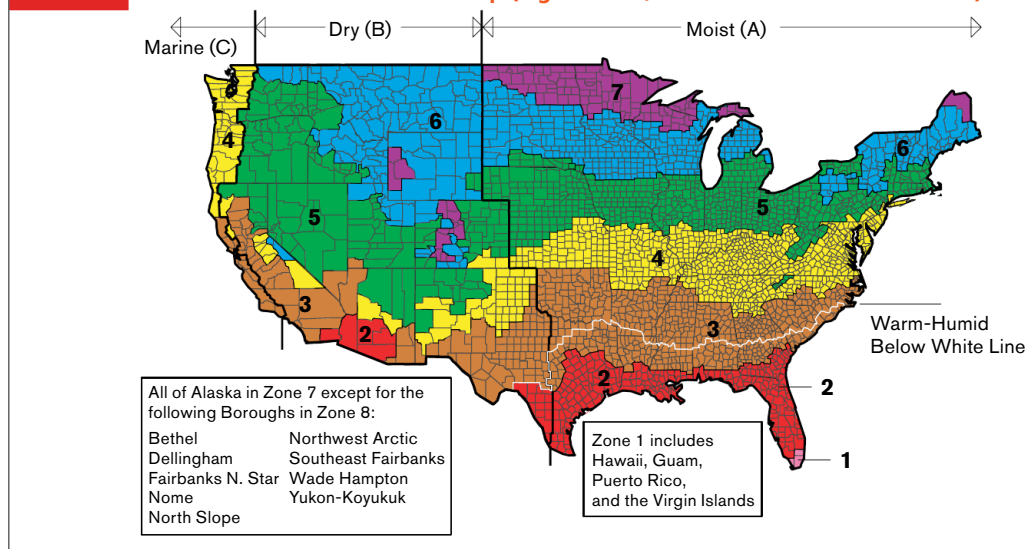 Marine (C)
Dry (B)
Moist (A)
7
6
6
4
5
5
4
3
3
2
2
Warm-Humid
Below White Line
2
1
All of Alaska in Zone 7 except for the
following Boroughs in Zone 8:
Bethel Northwest Arctic
Dellingham Southeast Fairbanks
Fairbanks N. Star Wade Hampton
Nome Yukon-Koyukuk
North Slope
Zone 1 includes
Hawaii, Guam,
Puerto Rico,
and the Virgin Islands